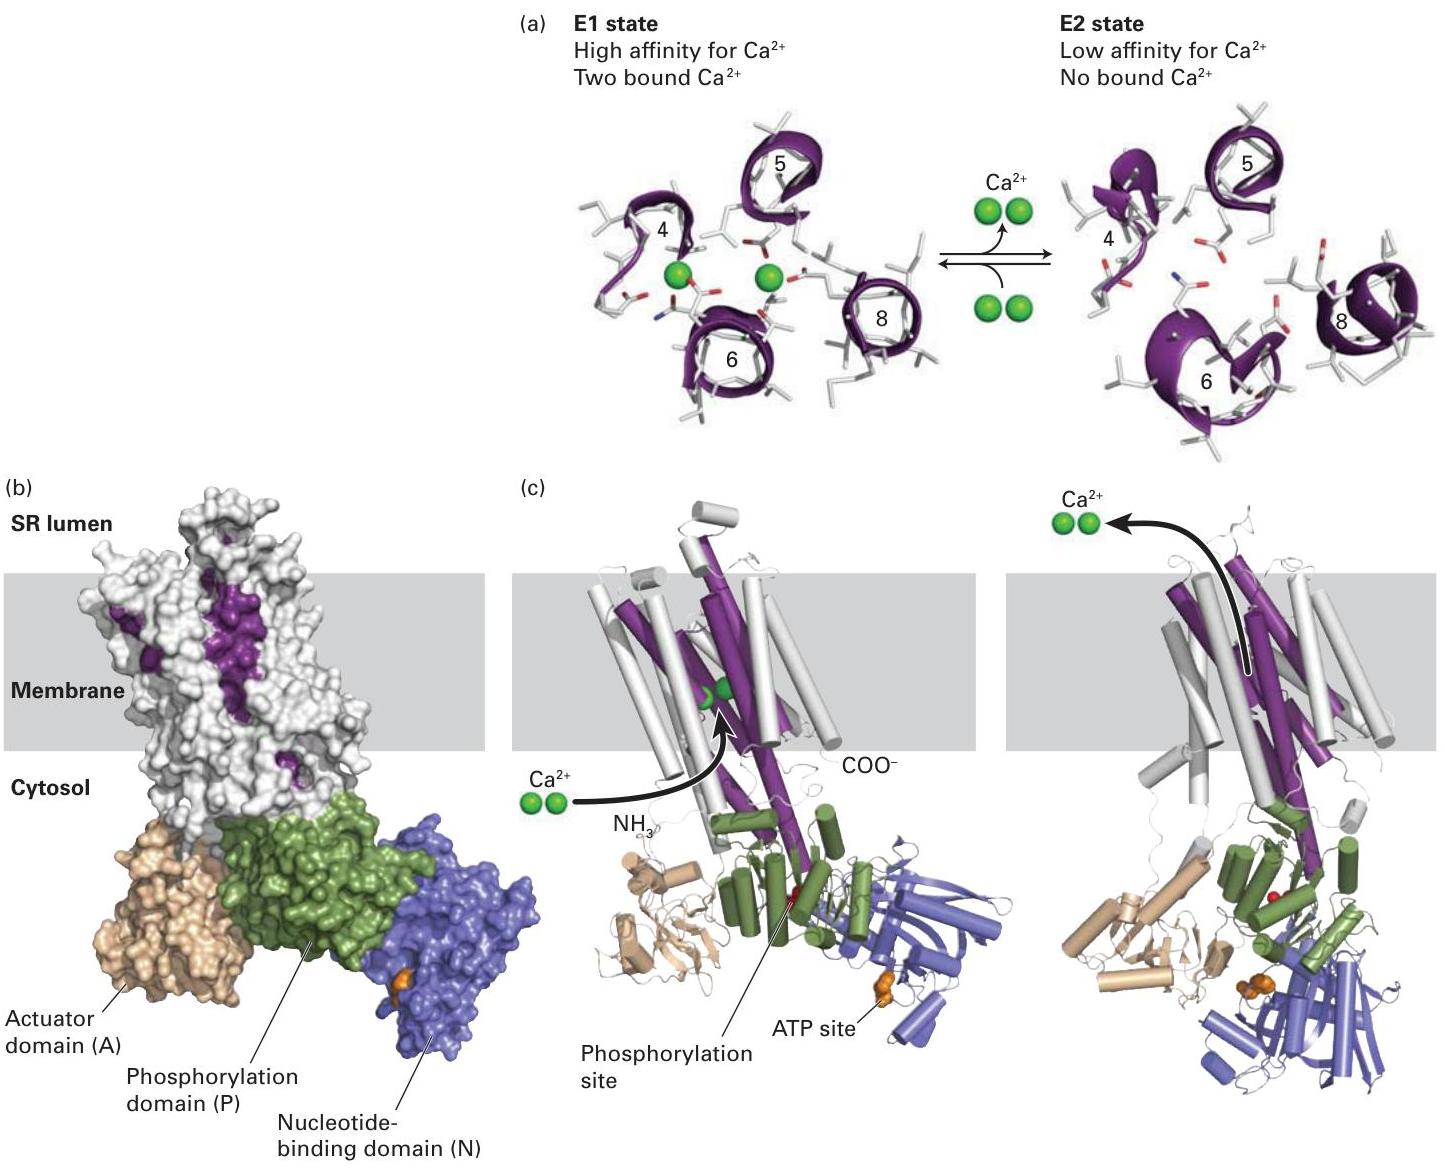 (a)
E1 state
High affinity for Ca²⁺
Two bound Ca²⁺
E2 state
Low affinity for Ca²⁺
No bound Ca²⁺
5
4
6
8
Ca²⁺
5
4
6
8
(b)
SR lumen
Membrane
Cytosol
Actuator
domain (A)
Phosphorylation
domain (P)
Nucleotide-
binding domain (N)
(c)
Ca²⁺
COO⁻
NH₃
Phosphorylation
site
ATP site
Ca²⁺